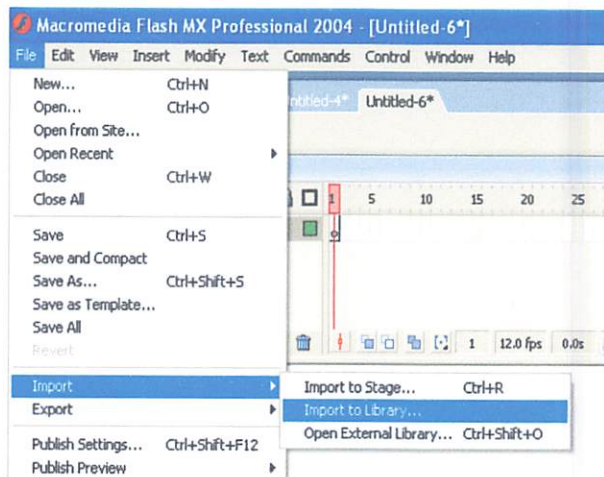 Macromedia Flash MX Professional 2004 - [Untitled-6*]
File Edit View Insert Modify Text Commands Control Window Help
New... Ctrl+N
Open... Ctrl+O
Open from Site...
Open Recent
Close Ctrl+W
Close All
Save Ctrl+S
Save and Compact
Save As... Ctrl+Shift+S
Save as Template...
Save All
Revert
Import
Export
Publish Settings... Ctrl+Shift+F12
Publish Preview
ntitled-4* Untitled-6*
1 5 10 15 20 25
1 12.0 fps 0.0s
Import to Stage... Ctrl+R
Import to Library...
Open External Library... Ctrl+Shift+O